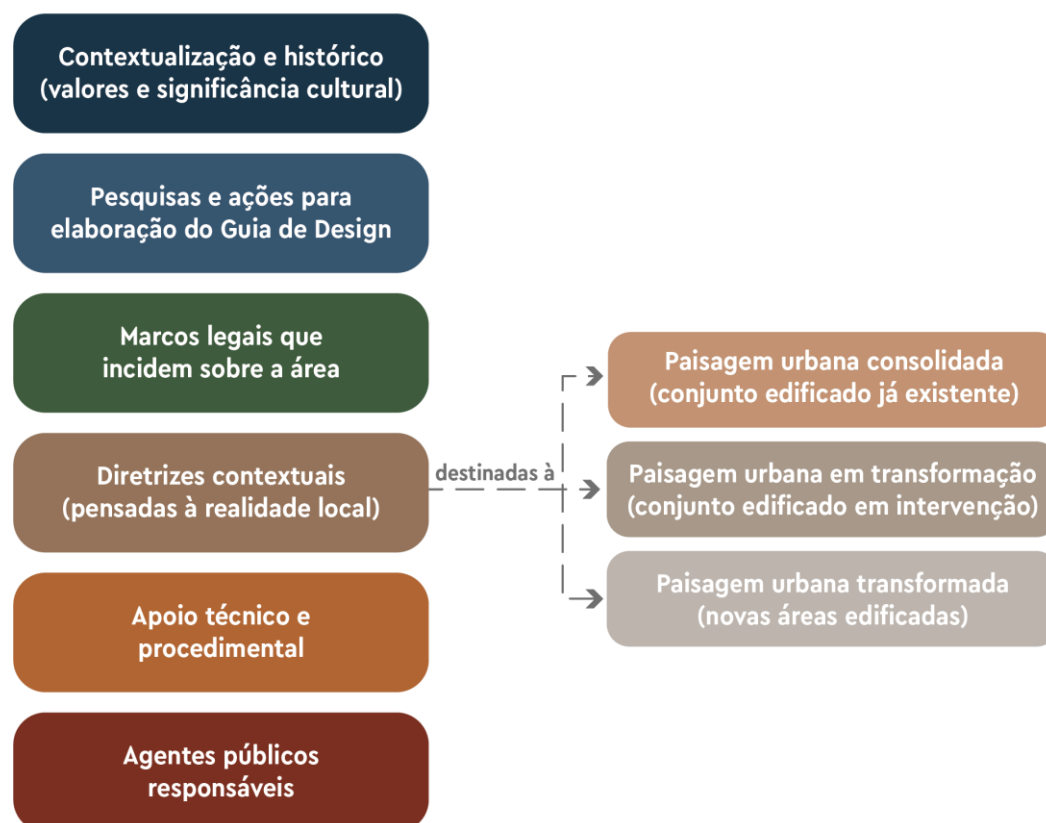 Contextualização e histórico
(valores e significância cultural)
Pesquisas e ações para
elaboração do Guia de Design
Marcos legais que
incidem sobre a área
Diretrizes contextuais
(pensadas à realidade local)
destinadas à
Paisagem urbana consolidada
(conjunto edificado já existente)
Paisagem urbana em transformação
(conjunto edificado em intervenção)
Paisagem urbana transformada
(novas áreas edificadas)
Apoio técnico e
procedimental
Agentes públicos
responsáveis